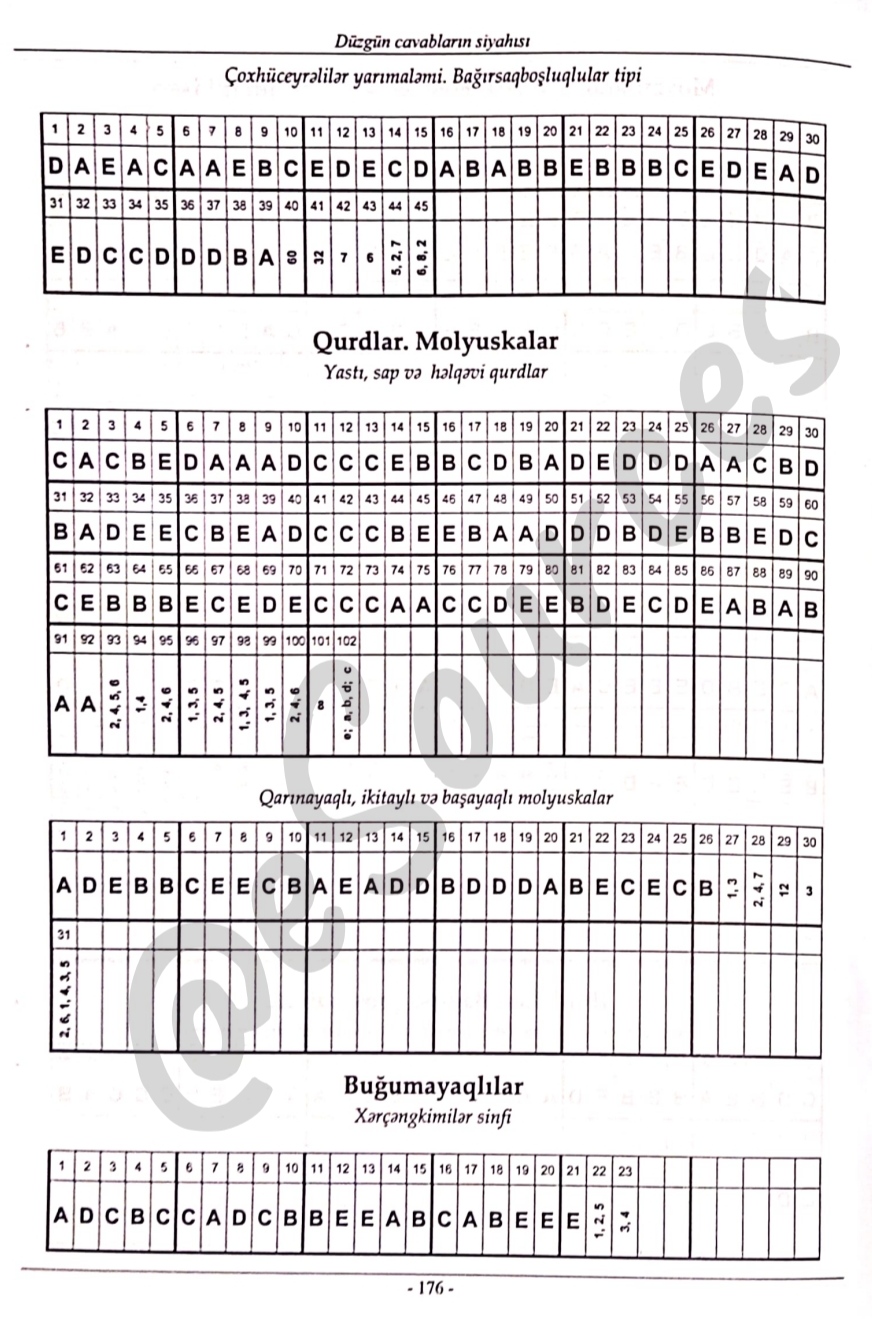 Düzgün cavabların siyahısı
Çoxhüceyrəlilər yarımaləmi. Bağırsaqboşluqlular tipi
1 2 3 4 5 6 7 8 9 10 11 12 13 14 15 16 17 18 19 20 21 22 23 24 25 26 27 28 29 30
D A E A C A A E B C E D E C D A B A B B E B B B C E D E A D
31 32 33 34 35 36 37 38 39 40 41 42 43 44 45
E D C C D D D B A 60 32 7 6 5, 2, 7 6, 8, 2
Qurdlar. Molyuskalar
Yastı, sap və həlqəvi qurdlar
1 2 3 4 5 6 7 8 9 10 11 12 13 14 15 16 17 18 19 20 21 22 23 24 25 26 27 28 29 30
C A C B E D A A A D C C C E B B C D B A D E D D D A A C B D
31 32 33 34 35 36 37 38 39 40 41 42 43 44 45 46 47 48 49 50 51 52 53 54 55 56 57 58 59 60
B A D E E C B E A D C C C B E E B A A D D D B D E B B E D C
61 62 63 64 65 66 67 68 69 70 71 72 73 74 75 76 77 78 79 80 81 82 83 84 85 86 87 88 89 90
C E B B B E C E D E C C C A A C C D E E B D E C D E A B A B
91 92 93 94 95 96 97 98 99 100 101 102
A A 2, 4, 5, 6 1,4 2, 4, 6 1, 3, 5 2, 4, 5 1, 3, 4, 5 1, 3, 5 2, 4, 6 8 e; a, b, d; c
Qarınayaqlı, ikitaylı və başayaqlı molyuskalar
1 2 3 4 5 6 7 8 9 10 11 12 13 14 15 16 17 18 19 20 21 22 23 24 25 26 27 28 29 30
A D E B B C E E C B A E A D D B D D D A B E C E C B 1, 3 2, 4, 7 12 3
31
2, 6, 1, 4, 3, 5
Buğumayaqlılar
Xərçəngkimilər sinfi
1 2 3 4 5 6 7 8 9 10 11 12 13 14 15 16 17 18 19 20 21 22 23
A D C B C C A D C B B E E A B C A B E E E 1, 2, 5 3, 4
- 176 -
@eSources